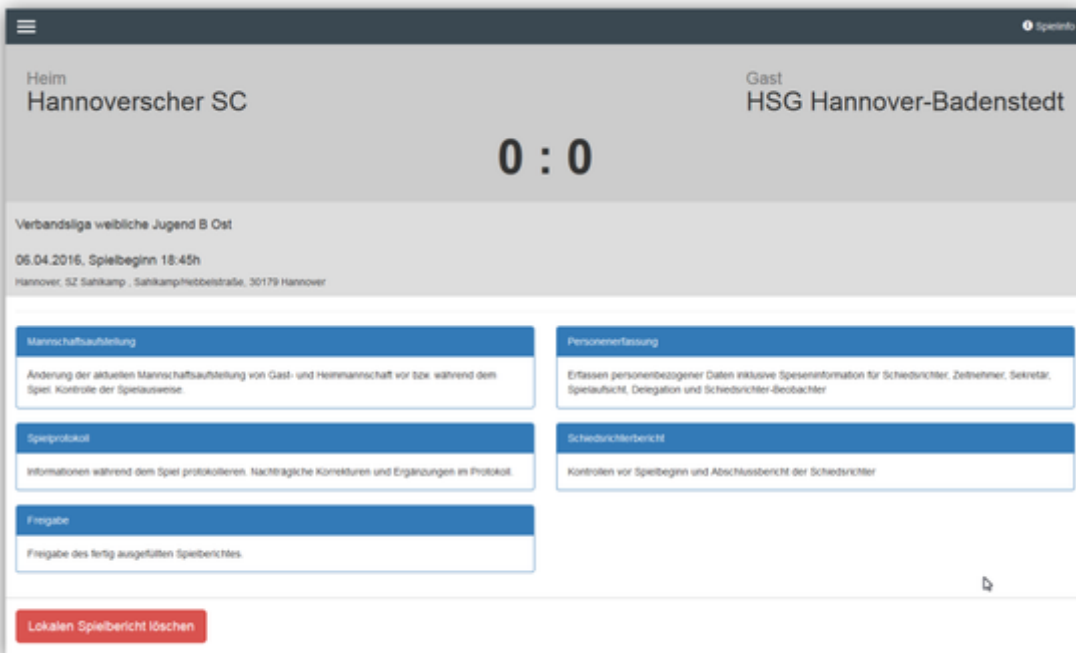 Spielinfo
Heim
Hannoverscher SC
Gast
HSG Hannover-Badenstedt
0 : 0
Verbandsliga weibliche Jugend B Ost
06.04.2016, Spielbeginn 18:45h
Hannover, SZ Sahlkamp , Sahlkamp/Hebbelstraße, 30179 Hannover
Mannschaftsaufstellung
Änderung der aktuellen Mannschaftsaufstellung von Gast- und Heimmannschaft vor bzw. während dem
Spiel. Kontrolle der Spielausweise.
Personenerfassung
Erfassen personenbezogener Daten inklusive Speseninformation für Schiedsrichter, Zeitnehmer, Sekretär,
Spielaufsicht, Delegation und Schiedsrichter-Beobachter
Spielprotokoll
Informationen während dem Spiel protokollieren. Nachträgliche Korrekturen und Ergänzungen im Protokoll.
Schiedsrichterbericht
Kontrollen vor Spielbeginn und Abschlussbericht der Schiedsrichter
Freigabe
Freigabe des fertig ausgefüllten Spielberichtes.
Lokalen Spielbericht löschen